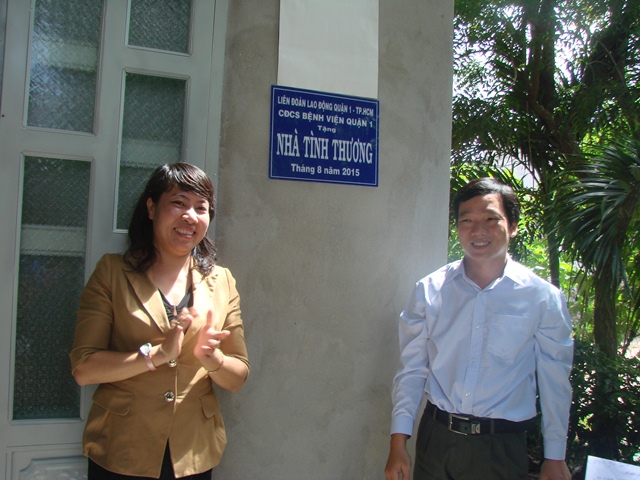 LIÊN ĐOÀN LAO ĐỘNG QUẬN 1 - TP.HCM
CĐCS BỆNH VIỆN QUẬN 1
Tặng
NHÀ TÌNH THƯƠNG
Tháng 8 năm 2015